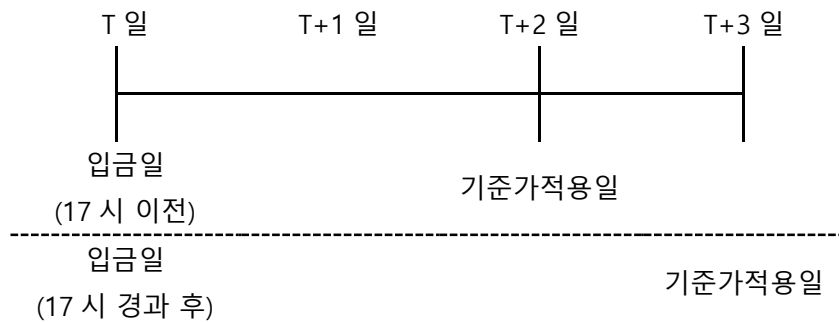 T 일 T+1 일 T+2 일 T+3 일
입금일
(17 시 이전)
기준가적용일
입금일
(17 시 경과 후)
기준가적용일